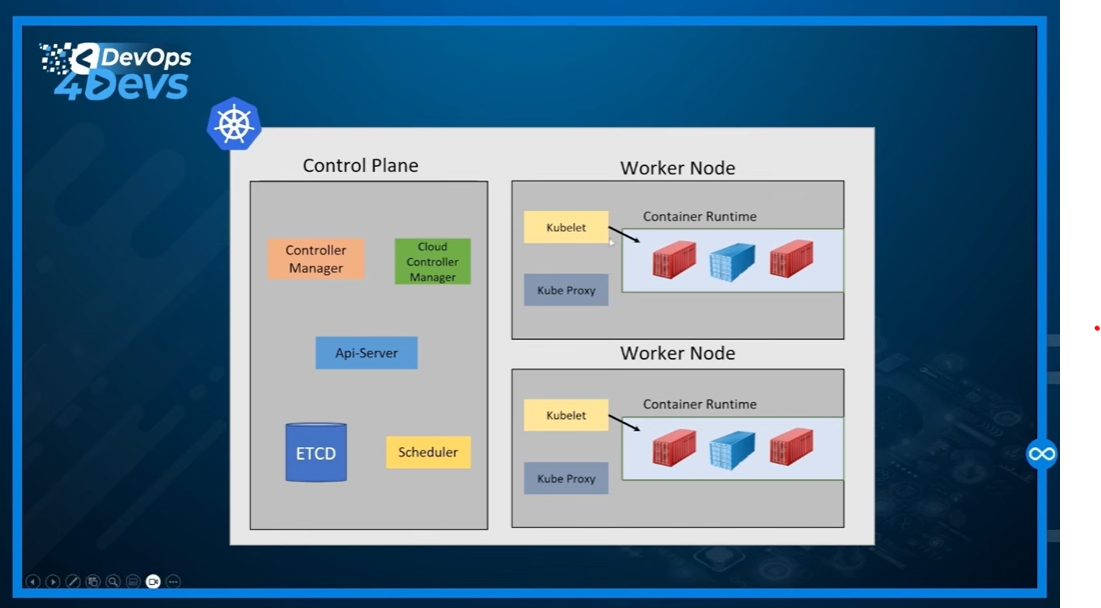 DevOps
4Devs
Control Plane
Controller
Manager
Cloud
Controller
Manager
Api-Server
ETCD
Scheduler
Worker Node
Kubelet
Container Runtime
Kube Proxy
Worker Node
Kubelet
Container Runtime
Kube Proxy